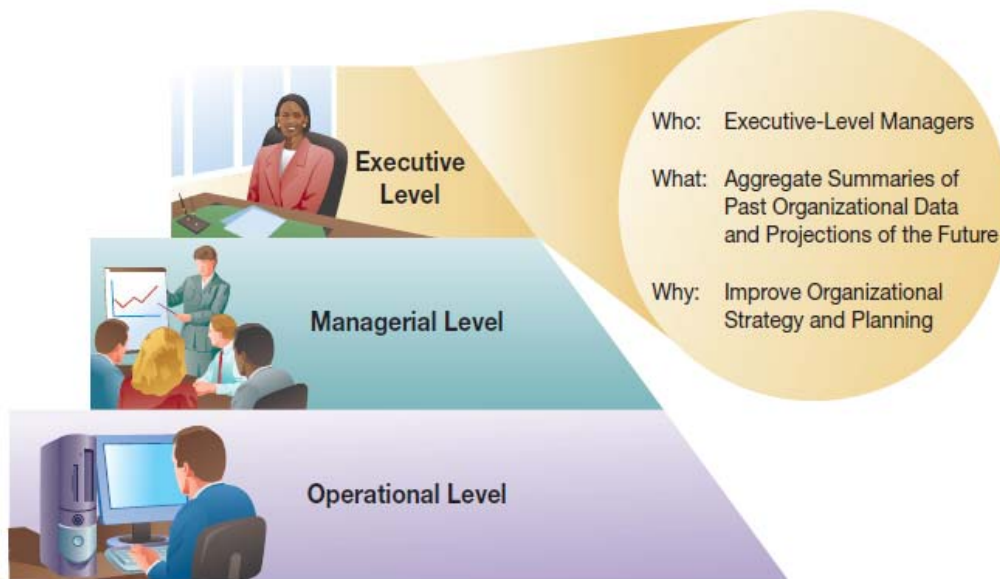 Executive
Level
Who: Executive-Level Managers
What: Aggregate Summaries of
Past Organizational Data
and Projections of the Future
Why: Improve Organizational
Strategy and Planning
Managerial Level
Operational Level